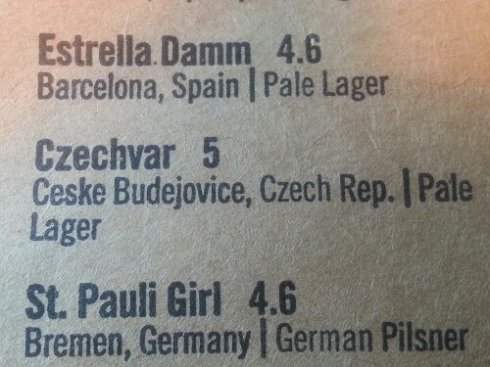 Estrella Damm 4.6
Barcelona, Spain | Pale Lager
Czechvar 5
Ceske Budejovice, Czech Rep. | Pale
Lager
St. Pauli Girl 4.6
Bremen, Germany | German Pilsner